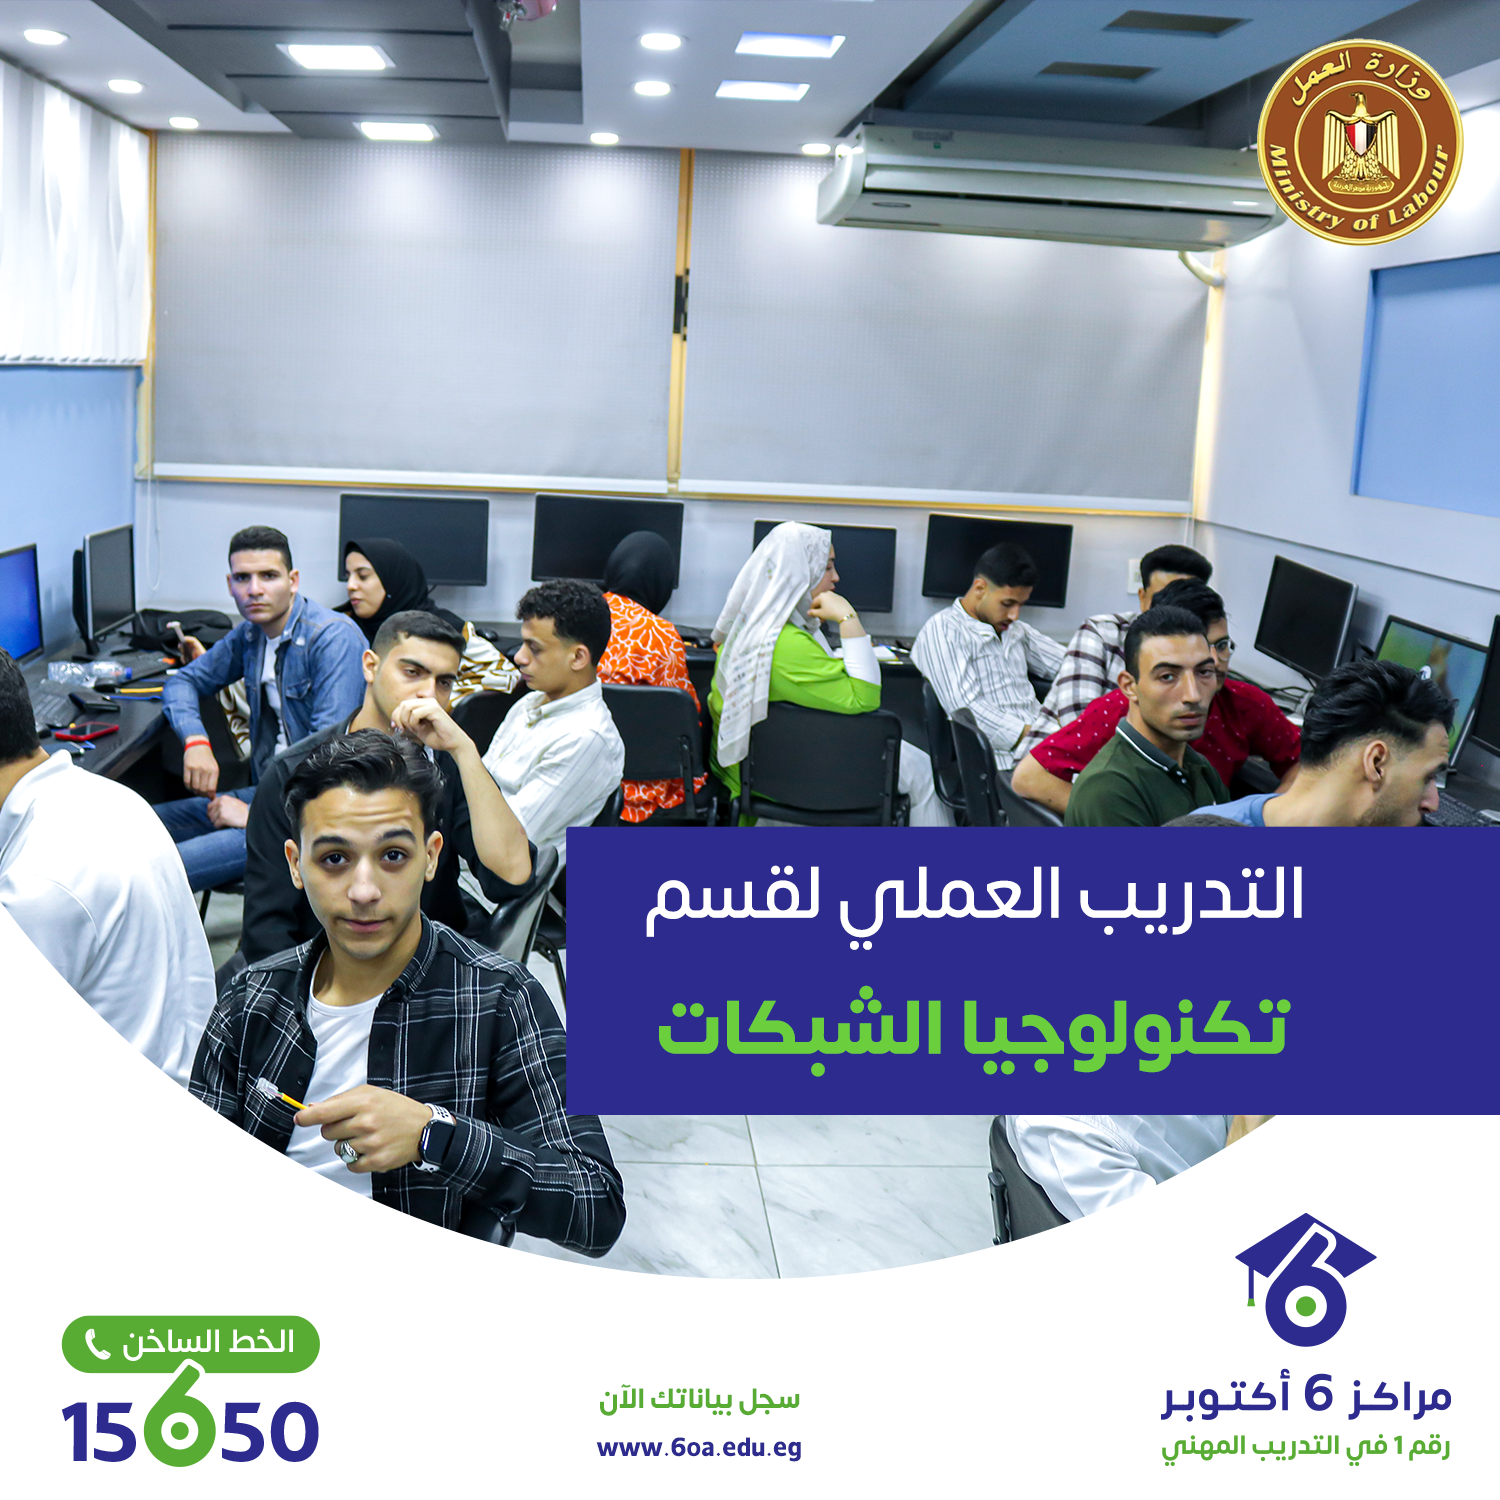 وزارة العمل
Ministry of Labour
التدريب العملي لقسم
تكنولوجيا الشبكات
الخط الساخن
15650
سجل بياناتك الآن
www.6oa.edu.eg
مراكز 6 أكتوبر
رقم 1 في التدريب المهني